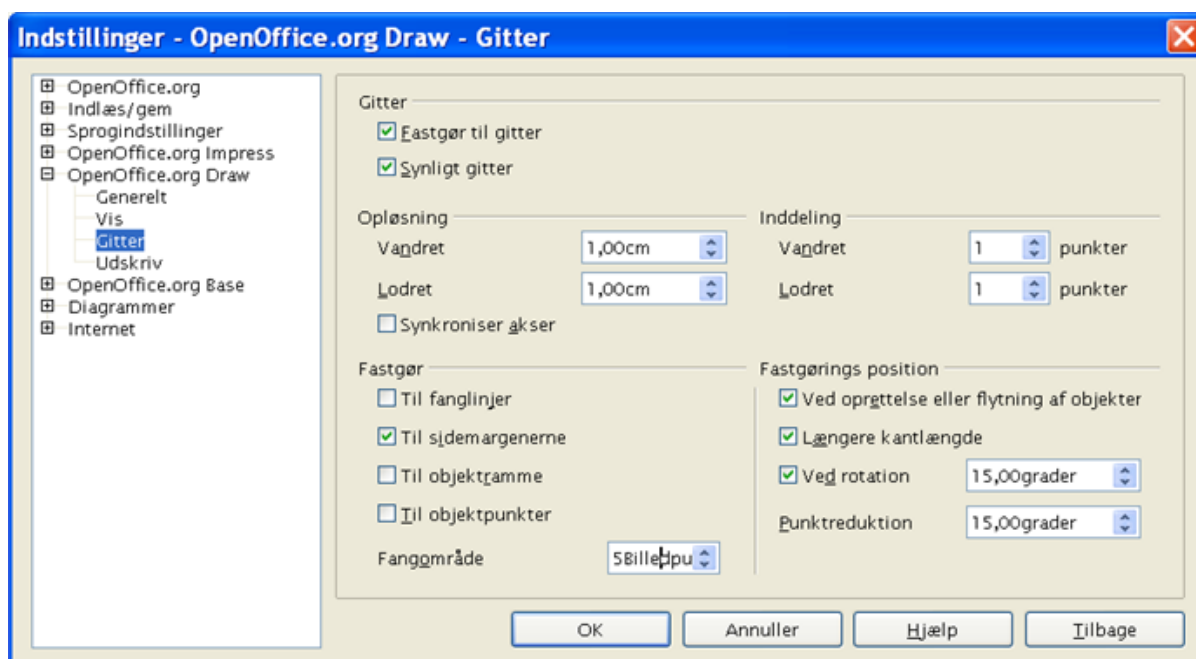 Indstillinger - OpenOffice.org Draw - Gitter
OpenOffice.org
Indlæs/gem
Sprogindstillinger
OpenOffice.org Impress
OpenOffice.org Draw
Generelt
Vis
Gitter
Udskriv
OpenOffice.org Base
Diagrammer
Internet
Gitter
Fastgør til gitter
Synligt gitter
Opløsning
Vandret 1,00cm
Lodret 1,00cm
Synkroniser akser
Inddeling
Vandret 1 punkter
Lodret 1 punkter
Fastgør
Til fanglinjer
Til sidemargenerne
Til objektramme
Til objektpunkter
Fangområde 5Billedpu
Fastgørings position
Ved oprettelse eller flytning af objekter
Længere kantlængde
Ved rotation 15,00grader
Punktreduktion 15,00grader
OK Annuller Hjælp Tilbage